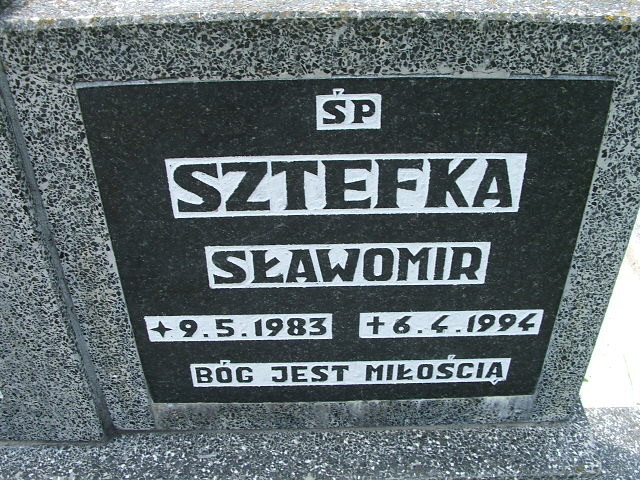 ŚP
SZTEFKA
SŁAWOMIR
✦9.5.1983 ✝6.4.1994
BÓG JEST MIŁOŚCIĄ